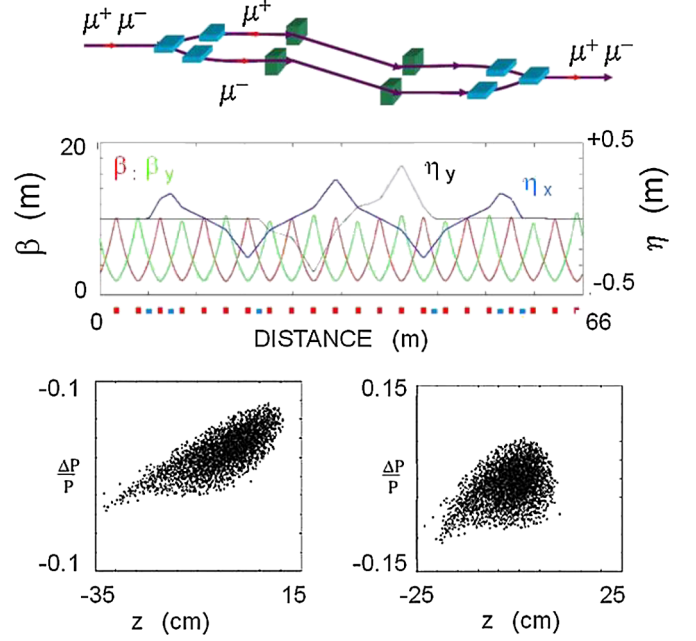 μ⁺ μ⁻
μ⁺
μ⁻
μ⁺ μ⁻
20
+0.5
β : β y
η y
η x
β (m)
η (m)
0
-0.5
0
DISTANCE (m)
66
-0.1
0.15
ΔP
P
ΔP
P
-0.1
-0.15
-35
15
-25
25
z (cm)
z (cm)